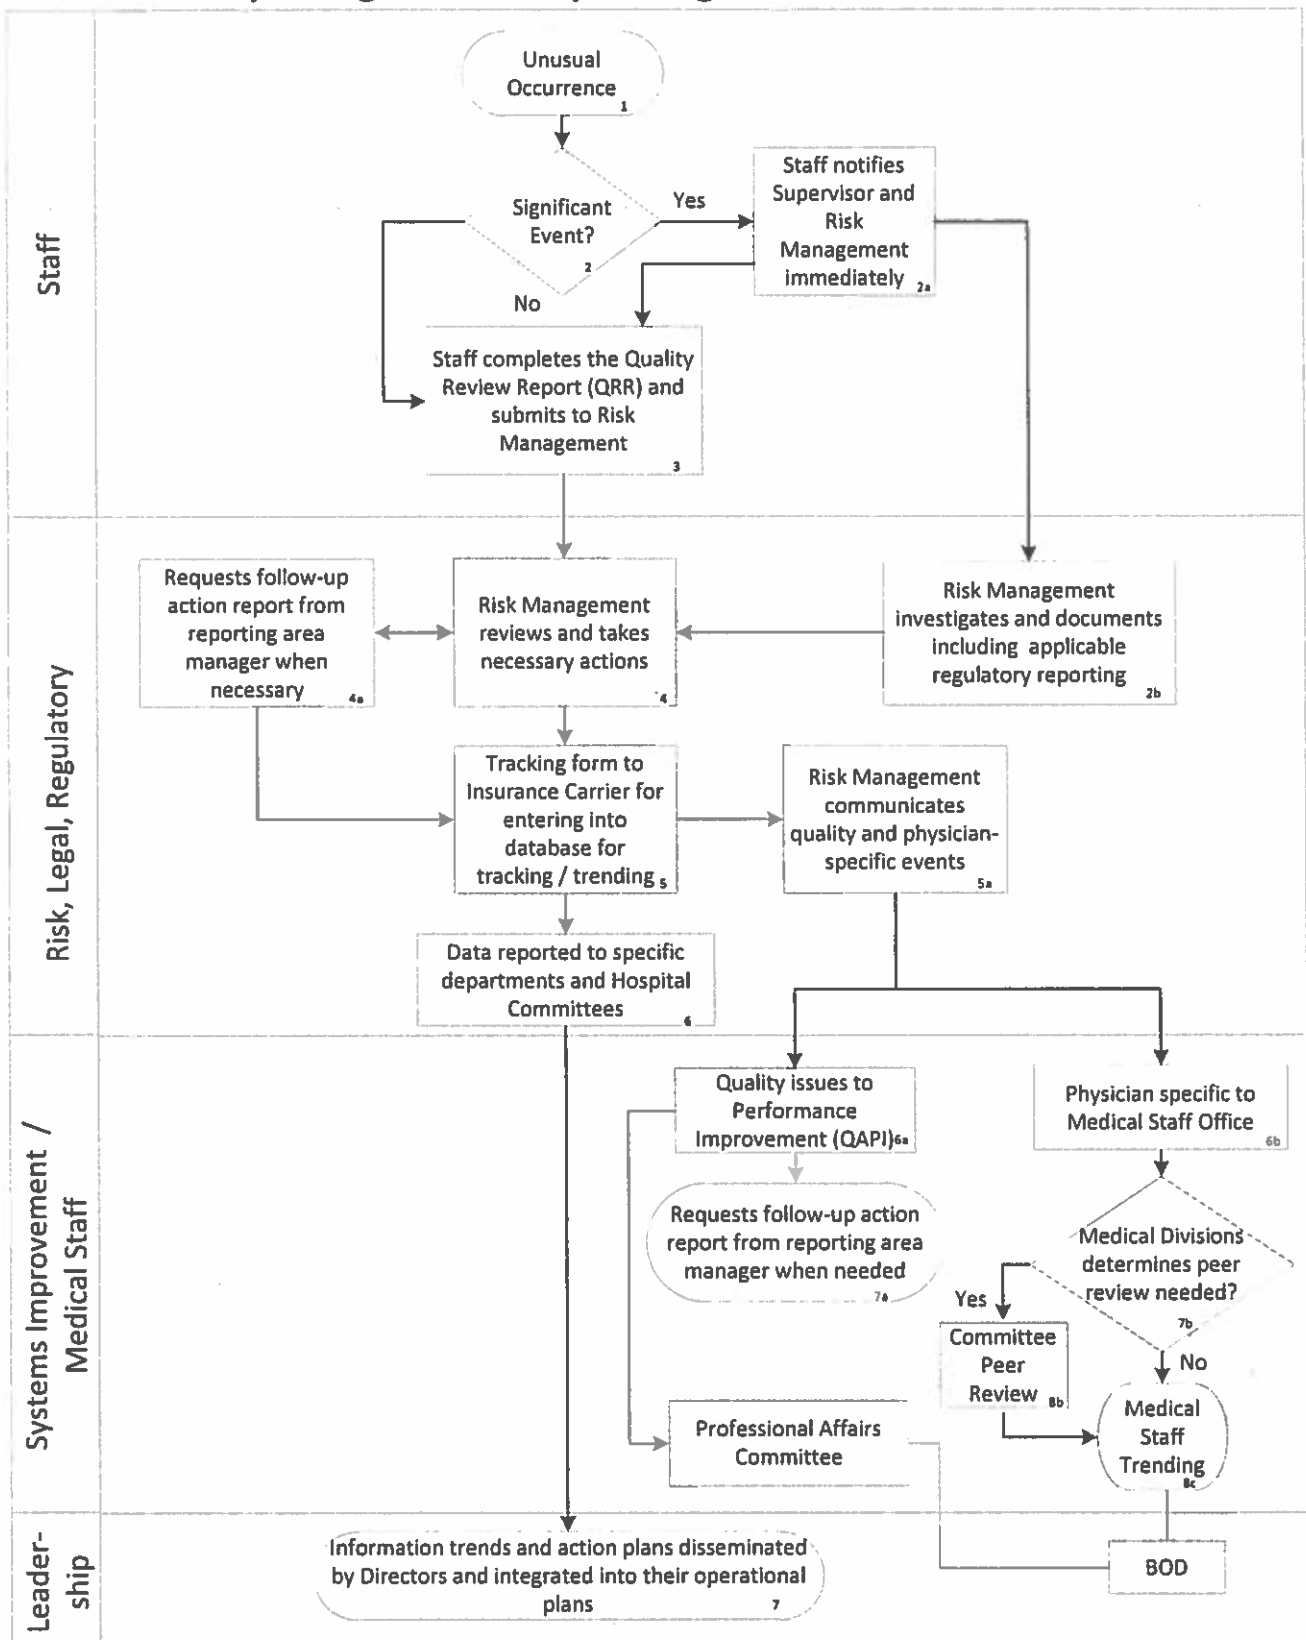 Unusual
Occurrence
1
Significant
Event?
2
Yes
No
Staff notifies
Supervisor and
Risk
Management
immediately 2a
Staff completes the Quality
Review Report (QRR) and
submits to Risk
Management
3
Staff
Requests follow-up
action report from
reporting area
manager when
necessary 4a
Risk Management
reviews and takes
necessary actions
4
Risk Management
investigates and documents
including applicable
regulatory reporting
2b
Tracking form to
Insurance Carrier for
entering into
database for
tracking / trending 5
Risk Management
communicates
quality and physician-
specific events
5a
Data reported to specific
departments and Hospital
Committees
6
Risk, Legal, Regulatory
Quality issues to
Performance
Improvement (QAPI) 6a
Physician specific to
Medical Staff Office
6b
Requests follow-up action
report from reporting area
manager when needed
7a
Medical Divisions
determines peer
review needed?
7b
Yes
No
Committee
Peer
Review 8b
Medical
Staff
Trending
8c
Professional Affairs
Committee
Systems Improvement /
Medical Staff
Information trends and action plans disseminated
by Directors and integrated into their operational
plans 7
BOD
Leader-
ship